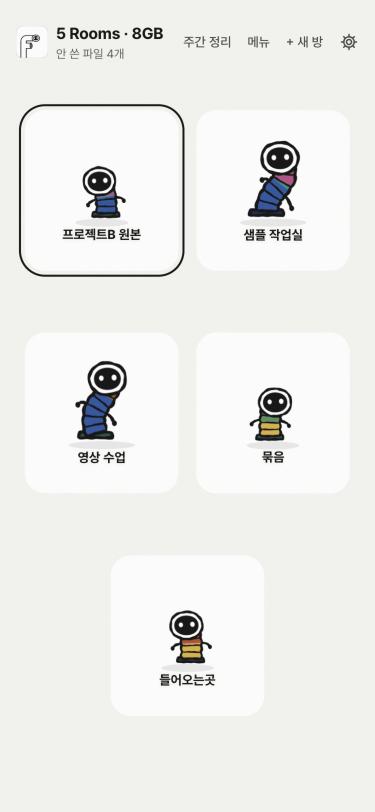 5 Rooms · 8GB
안 쓴 파일 4개
주간 정리
메뉴
+ 새 방
프로젝트B 원본
샘플 작업실
영상 수업
묶음
들어오는곳